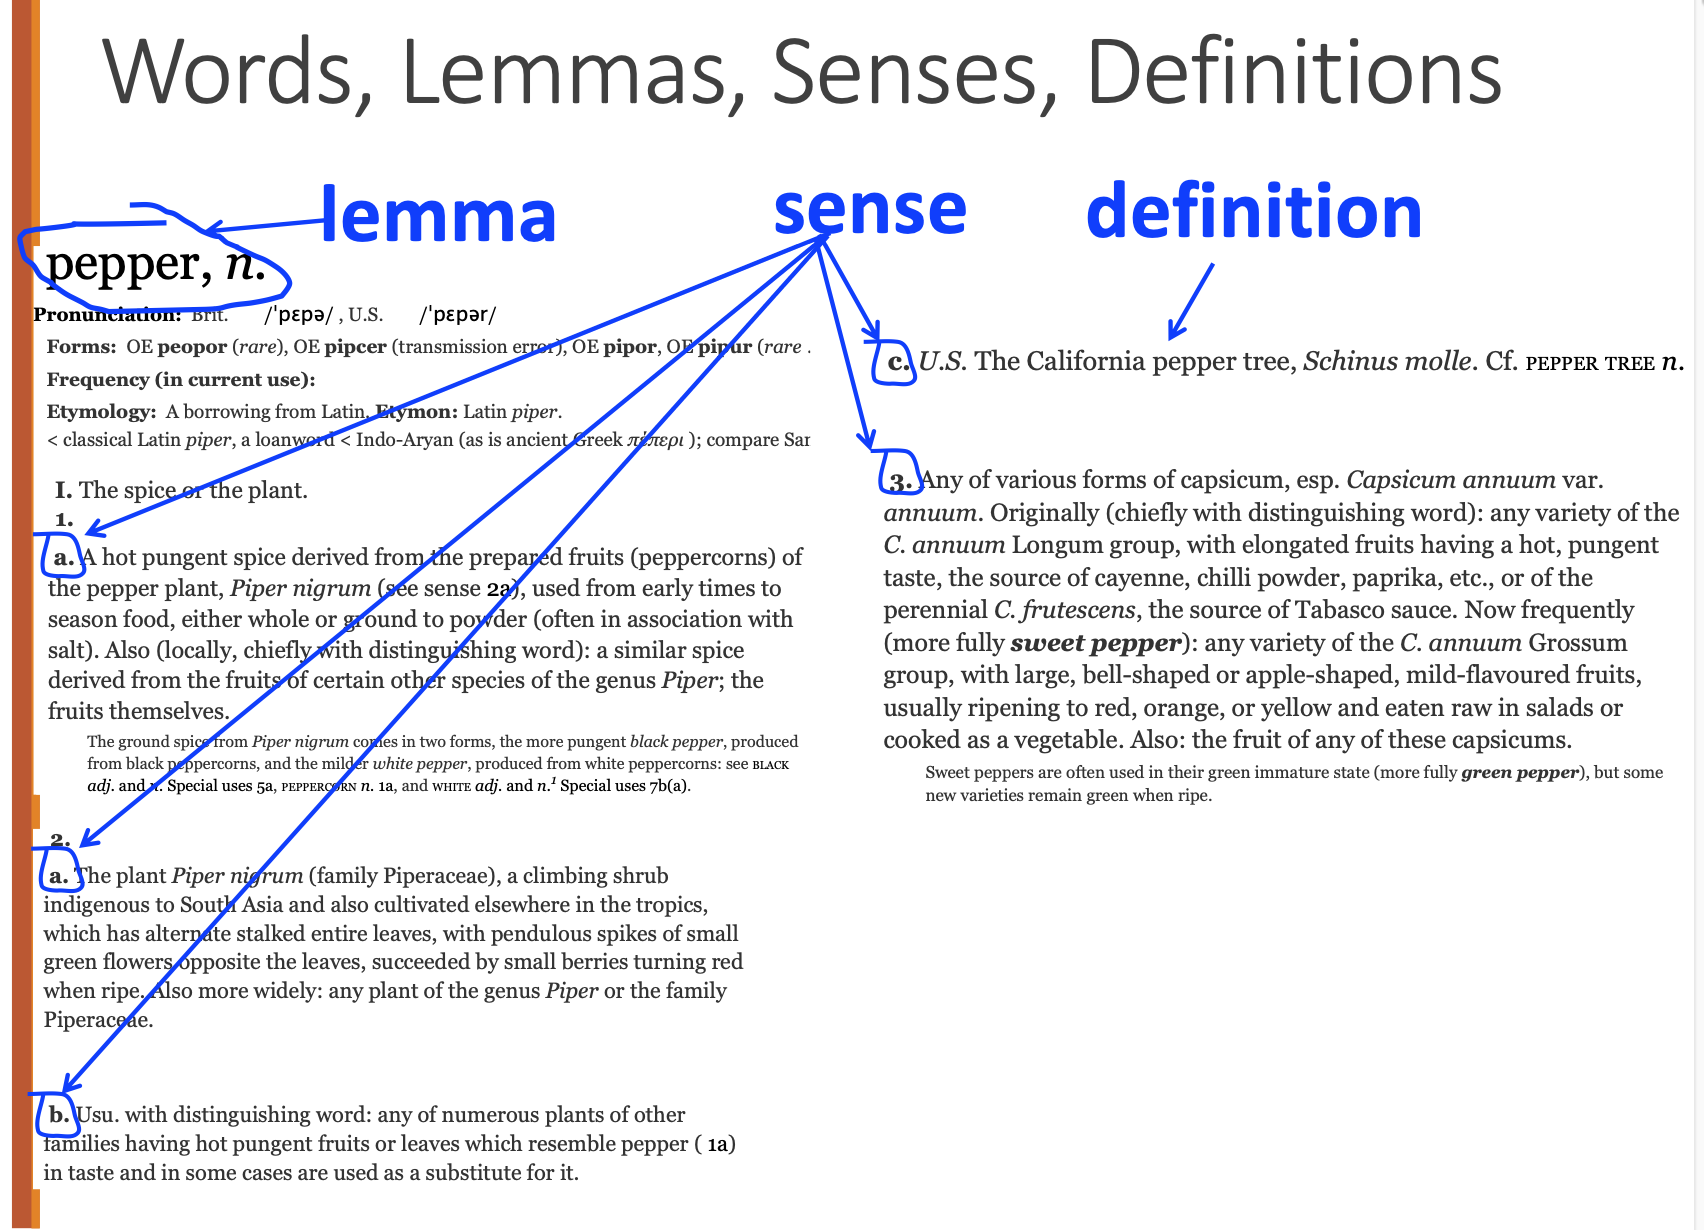 Words, Lemmas, Senses, Definitions
lemma
sense
definition
pepper, n.
Pronunciation: Brit. /ˈpɛpə/ , U.S. /ˈpɛpər/
Forms: OE peopor (rare), OE pipcer (transmission error), OE pipor, OE pipur (rare .
Frequency (in current use):
Etymology: A borrowing from Latin. Etymon: Latin piper.
< classical Latin piper, a loanword < Indo-Aryan (as is ancient Greek πέπερι ); compare Sar
I. The spice or the plant.
1.
a. A hot pungent spice derived from the prepared fruits (peppercorns) of
the pepper plant, Piper nigrum (see sense 2a), used from early times to
season food, either whole or ground to powder (often in association with
salt). Also (locally, chiefly with distinguishing word): a similar spice
derived from the fruits of certain other species of the genus Piper; the
fruits themselves.
The ground spice from Piper nigrum comes in two forms, the more pungent black pepper, produced
from black peppercorns, and the milder white pepper, produced from white peppercorns: see BLACK
adj. and n. Special uses 5a, PEPPERCORN n. 1a, and WHITE adj. and n.¹ Special uses 7b(a).
2.
a. The plant Piper nigrum (family Piperaceae), a climbing shrub
indigenous to South Asia and also cultivated elsewhere in the tropics,
which has alternate stalked entire leaves, with pendulous spikes of small
green flowers opposite the leaves, succeeded by small berries turning red
when ripe. Also more widely: any plant of the genus Piper or the family
Piperaceae.
b. Usu. with distinguishing word: any of numerous plants of other
families having hot pungent fruits or leaves which resemble pepper ( 1a)
in taste and in some cases are used as a substitute for it.
c. U.S. The California pepper tree, Schinus molle. Cf. PEPPER TREE n.
3. Any of various forms of capsicum, esp. Capsicum annuum var.
annuum. Originally (chiefly with distinguishing word): any variety of the
C. annuum Longum group, with elongated fruits having a hot, pungent
taste, the source of cayenne, chilli powder, paprika, etc., or of the
perennial C. frutescens, the source of Tabasco sauce. Now frequently
(more fully sweet pepper): any variety of the C. annuum Grossum
group, with large, bell-shaped or apple-shaped, mild-flavoured fruits,
usually ripening to red, orange, or yellow and eaten raw in salads or
cooked as a vegetable. Also: the fruit of any of these capsicums.
Sweet peppers are often used in their green immature state (more fully green pepper), but some
new varieties remain green when ripe.